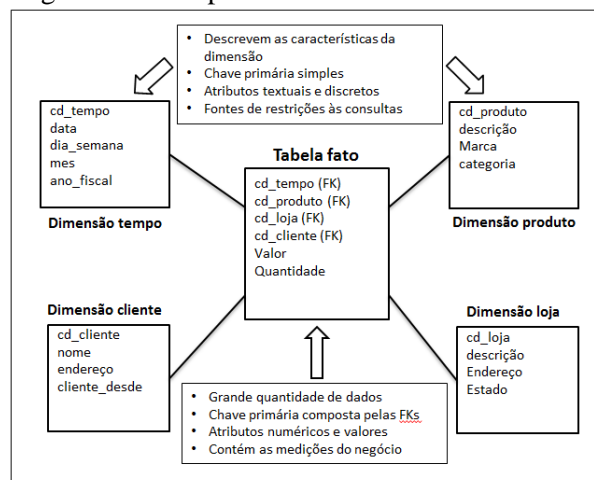 • Descrevem as características da
dimensão
• Chave primária simples
• Atributos textuais e discretos
• Fontes de restrições às consultas
cd_tempo
data
dia_semana
mes
ano_fiscal
Dimensão tempo
cd_produto
descrição
Marca
categoria
Dimensão produto
Tabela fato
cd_tempo (FK)
cd_produto (FK)
cd_loja (FK)
cd_cliente (FK)
Valor
Quantidade
Dimensão cliente
cd_cliente
nome
endereço
cliente_desde
Dimensão loja
cd_loja
descrição
Endereço
Estado
• Grande quantidade de dados
• Chave primária composta pelas FKs
• Atributos numéricos e valores
• Contém as medições do negócio